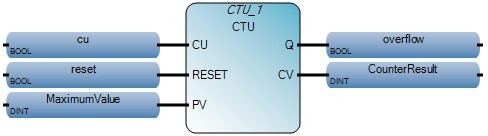 CTU_1
CTU
cu
BOOL
CU
Q
overflow
BOOL
reset
BOOL
RESET
CV
CounterResult
DINT
MaximumValue
DINT
PV